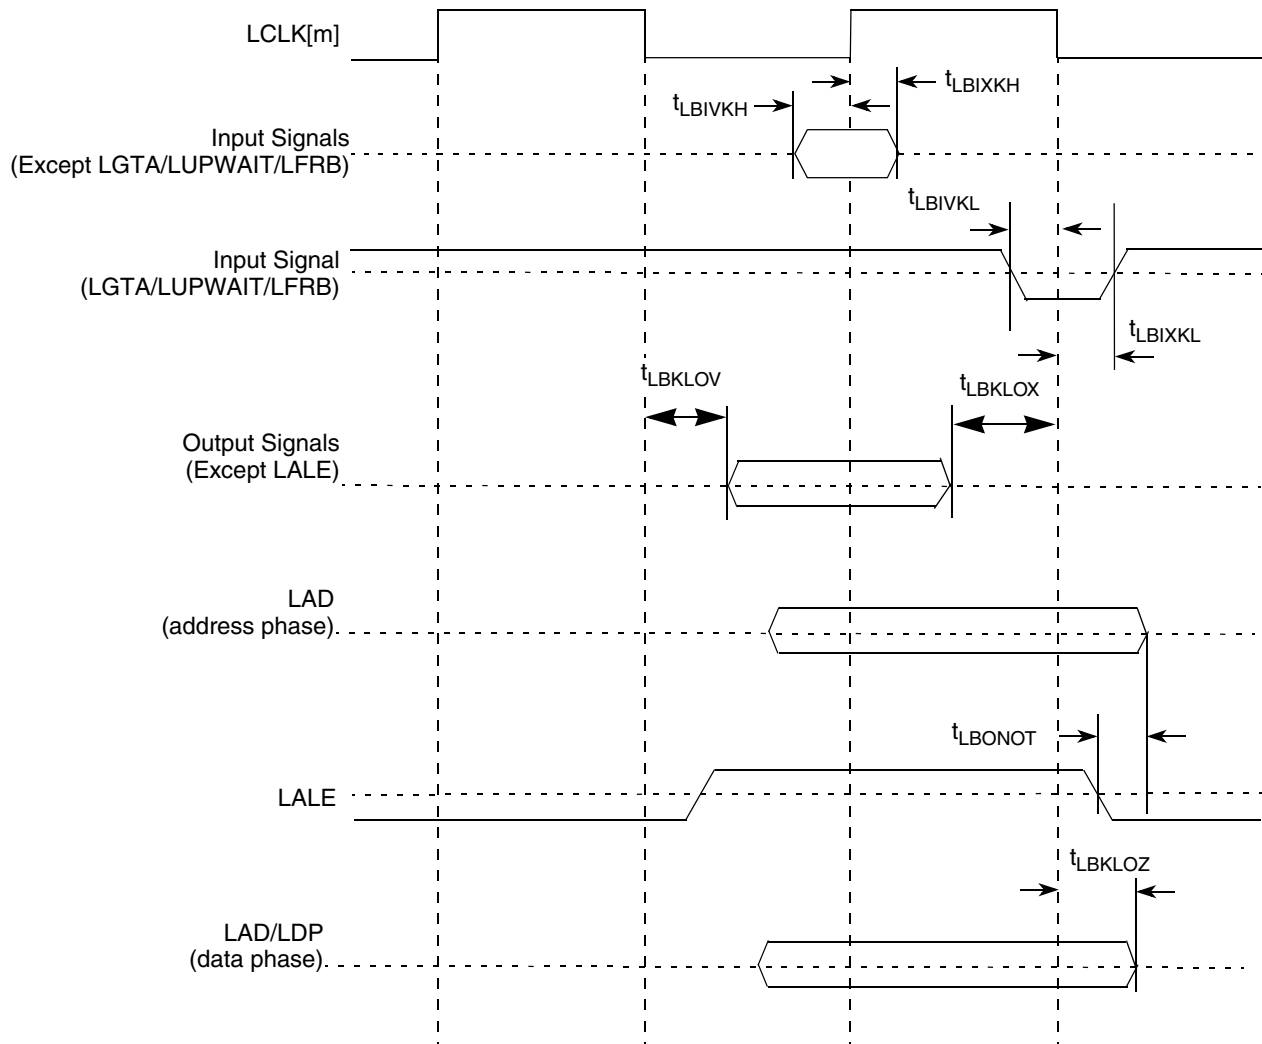 LCLK[m]
tLBIXKH
tLBIVKH
Input Signals
(Except LGTA/LUPWAIT/LFRB)
tLBIVKL
Input Signal
(LGTA/LUPWAIT/LFRB)
tLBIXKL
tLBKLOV
tLBKLOX
Output Signals
(Except LALE)
LAD
(address phase)
tLBONOT
LALE
tLBKLOZ
LAD/LDP
(data phase)